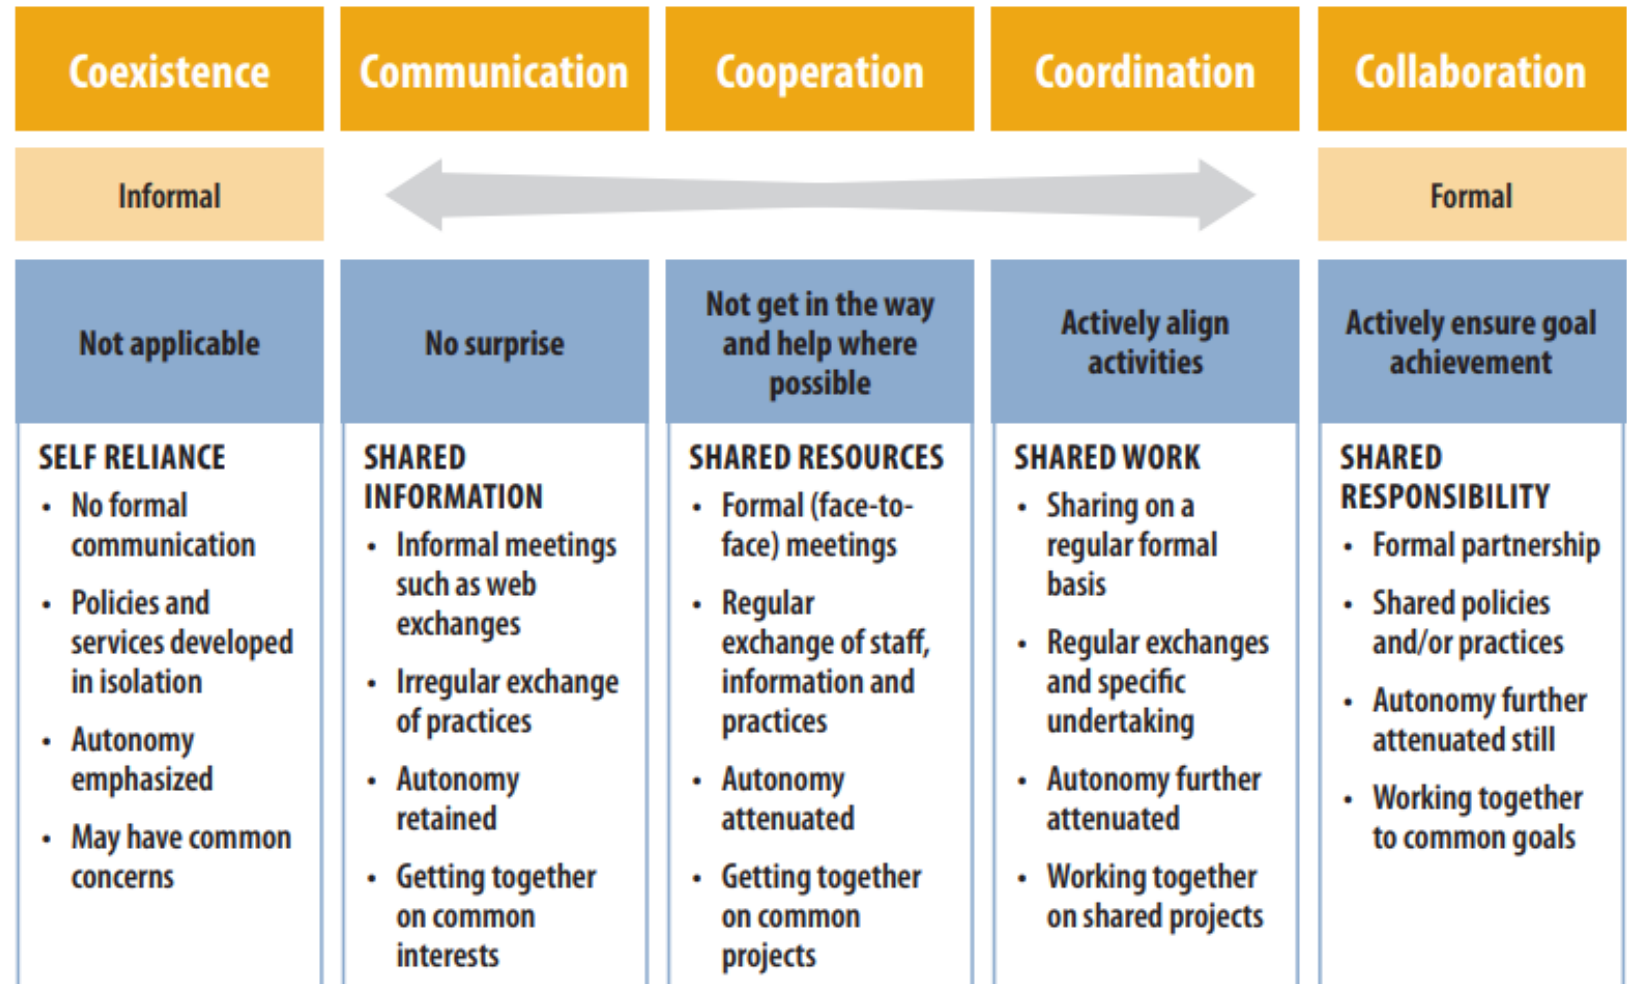 Coexistence
Communication
Cooperation
Coordination
Collaboration
Informal
Formal
Not applicable
No surprise
Not get in the way
and help where
possible
Actively align
activities
Actively ensure goal
achievement
SELF RELIANCE
• No formal
communication
• Policies and
services developed
in isolation
• Autonomy
emphasized
• May have common
concerns
SHARED
INFORMATION
• Informal meetings
such as web
exchanges
• Irregular exchange
of practices
• Autonomy
retained
• Getting together
on common
interests
SHARED RESOURCES
• Formal (face-to-
face) meetings
• Regular
exchange of staff,
information and
practices
• Autonomy
attenuated
• Getting together
on common
projects
SHARED WORK
• Sharing on a
regular formal
basis
• Regular exchanges
and specific
undertaking
• Autonomy further
attenuated
• Working together
on shared projects
SHARED
RESPONSIBILITY
• Formal partnership
• Shared policies
and/or practices
• Autonomy further
attenuated still
• Working together
to common goals